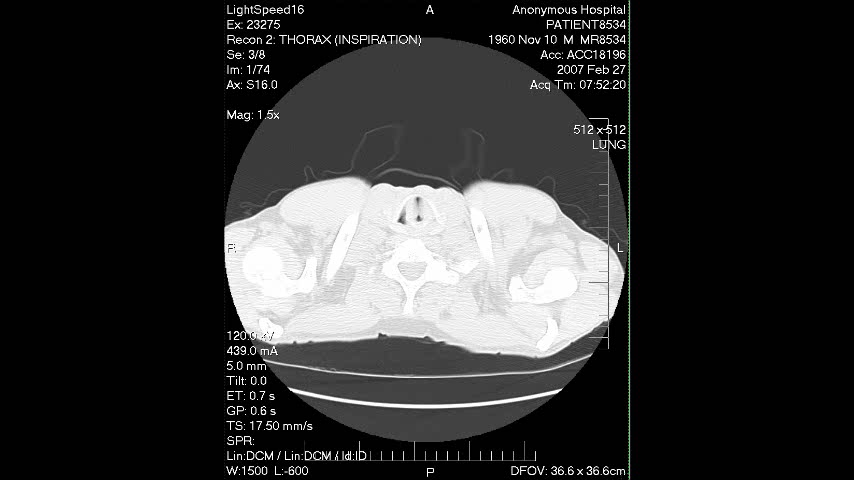 LightSpeed16
Ex: 23275
Recon 2: THORAX (INSPIRATION)
Se: 3/8
Im: 1/74
Ax: S16.0
Mag: 1.5x
A
Anonymous Hospital
PATIENT8534
1960 Nov 10 M MR8534
Acc: ACC18196
2007 Feb 27
Acq Tm: 07:52:20
512 x 512
LUNG
R
L
120.0 kV
439.0 mA
5.0 mm
Tilt: 0.0
ET: 0.7 s
GP: 0.6 s
TS: 17.50 mm/s
SPR:
Lin:DCM / Lin:DCM / Id:ID
W:1500 L:-600
P
DFOV: 36.6 x 36.6cm